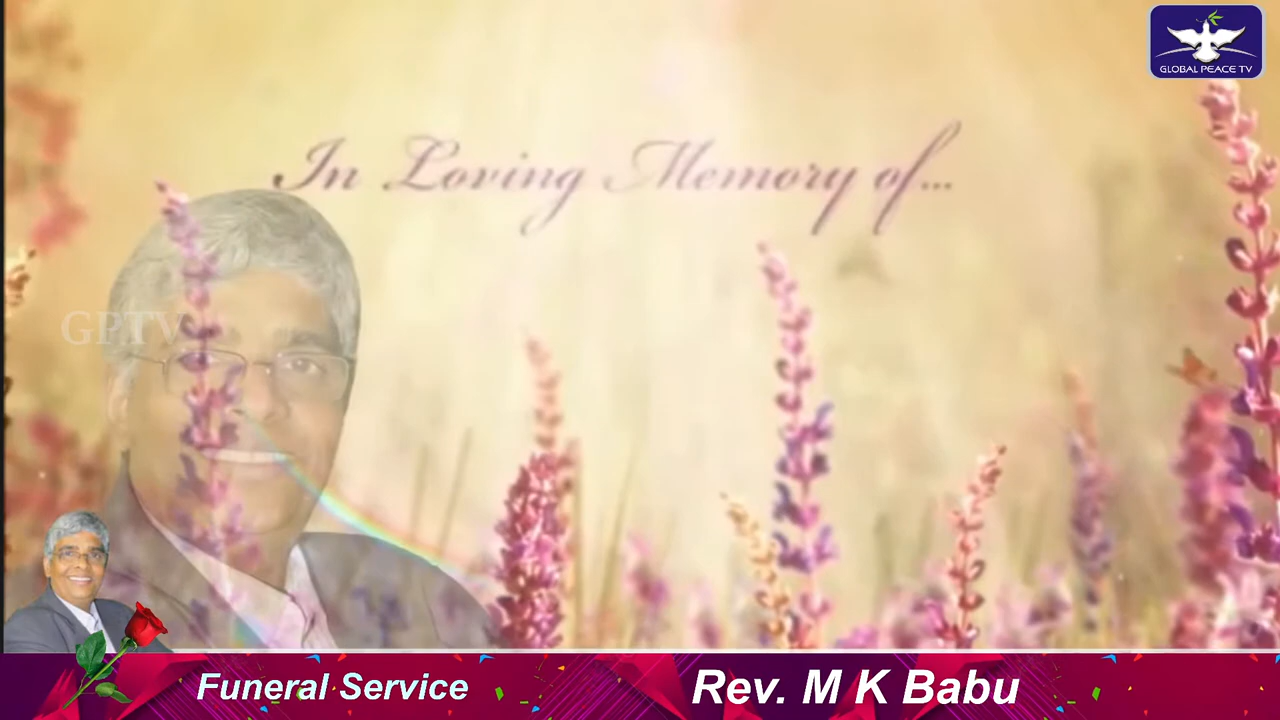 GLOBAL PEACE TV
In Loving Memory of...
GPTV
Funeral Service
Rev. M K Babu